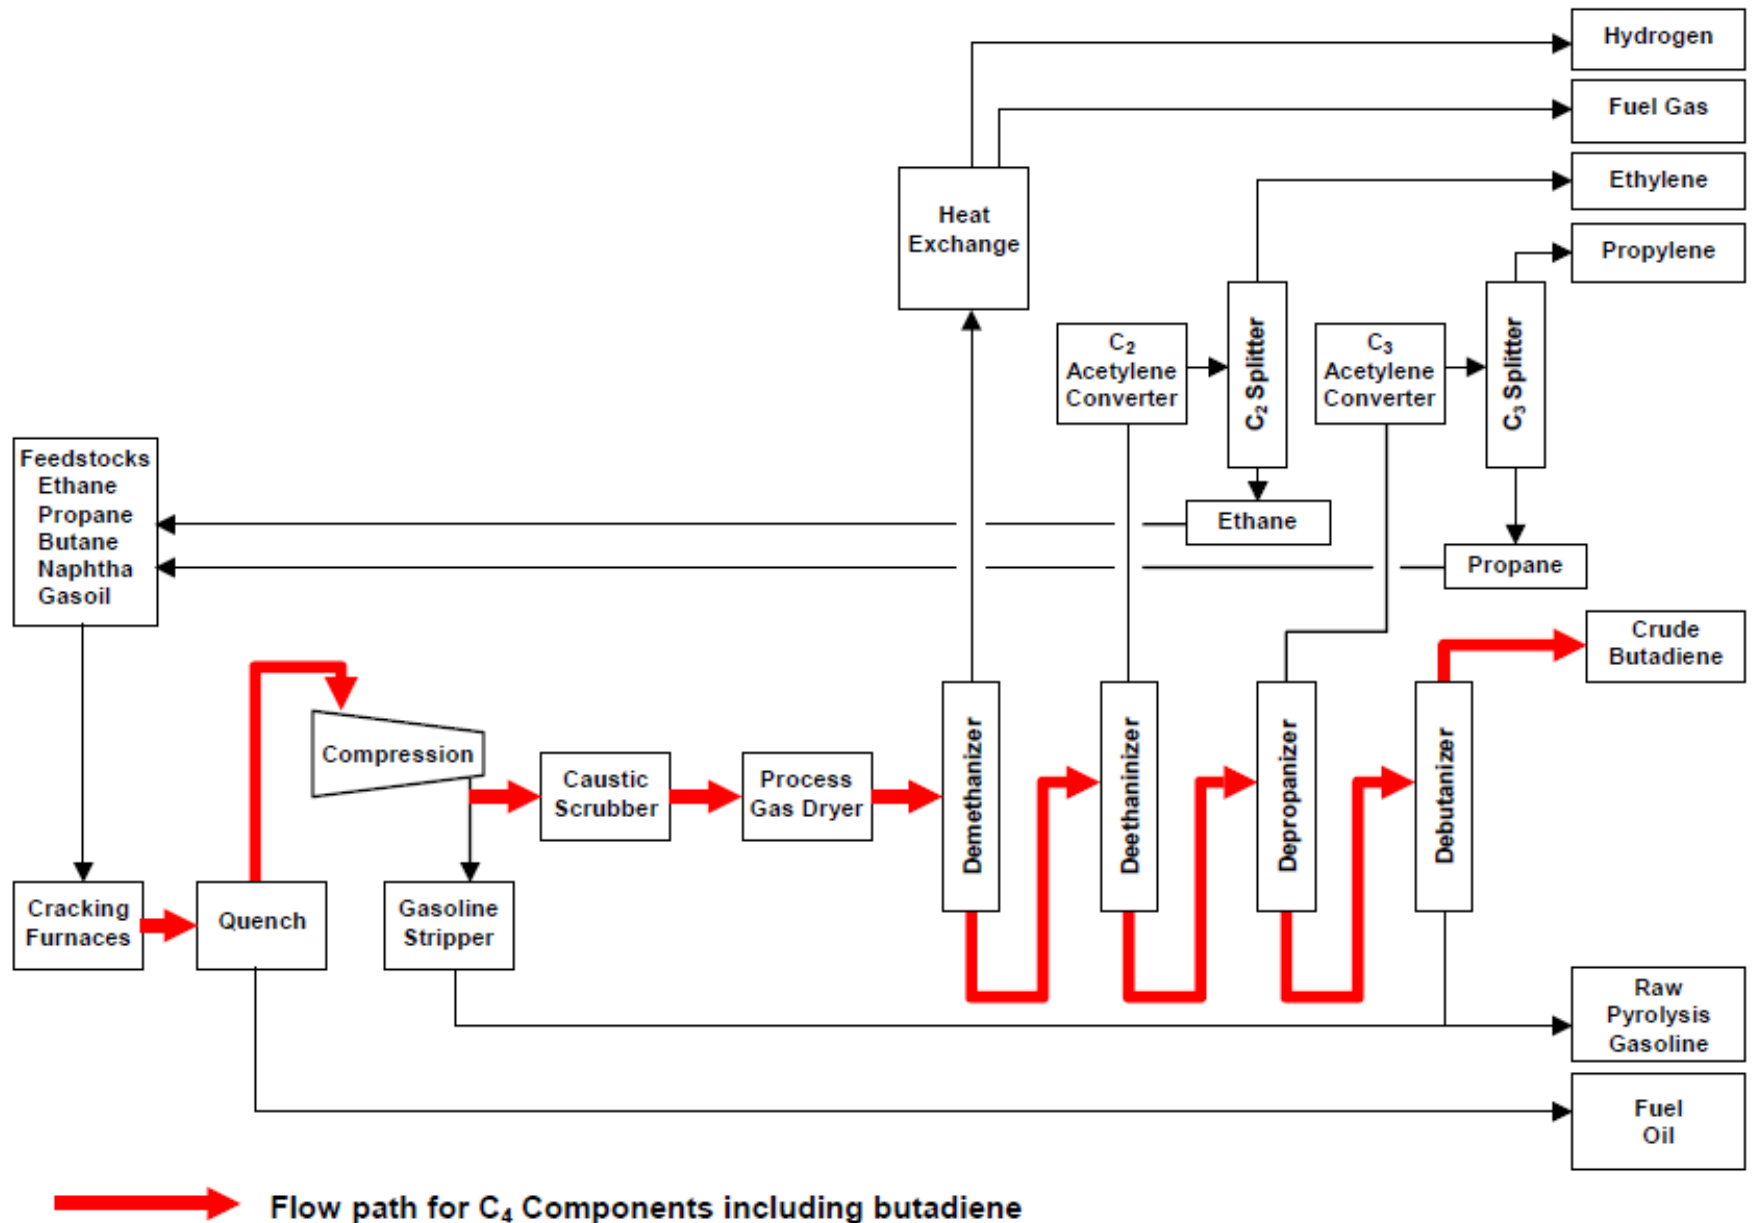 Hydrogen
Fuel Gas
Ethylene
Propylene
Heat
Exchange
C₂
Acetylene
Converter
C₂ Splitter
C₃
Acetylene
Converter
C₃ Splitter
Feedstocks
Ethane
Propane
Butane
Naphtha
Gasoil
Ethane
Propane
Crude
Butadiene
Compression
Caustic
Scrubber
Process
Gas Dryer
Demethanizer
Deethaninizer
Depropanizer
Debutanizer
Cracking
Furnaces
Quench
Gasoline
Stripper
Raw
Pyrolysis
Gasoline
Fuel
Oil
Flow path for C₄ Components including butadiene